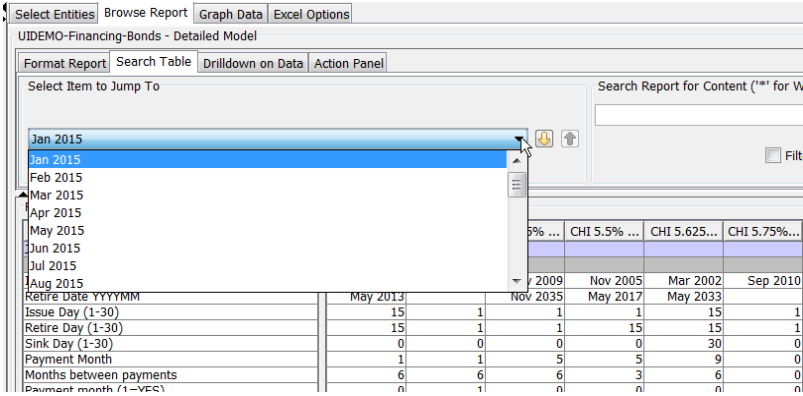 Select Entities Browse Report Graph Data Excel Options
UIDEMO-Financing-Bonds - Detailed Model
Format Report Search Table Drilldown on Data Action Panel
Select Item to Jump To Search Report for Content ('*' for W
Jan 2015
Jan 2015 Filt
Feb 2015
Mar 2015
Apr 2015
May 2015 5% ... CHI 5.5% ... CHI 5.625... CHI 5.75%...
Jun 2015
Jul 2015
Aug 2015 2009 Nov 2005 Mar 2002 Sep 2010
Retire Date YYYYMM May 2013 Nov 2035 May 2017 May 2033
Issue Day (1-30) 15 1 1 1 15 1
Retire Day (1-30) 15 1 1 15 15 1
Sink Day (1-30) 0 0 0 0 30 0
Payment Month 1 1 5 5 9 0
Months between payments 6 6 6 3 6 0
Payment month (1=YES) 0 1 0 0 0 0